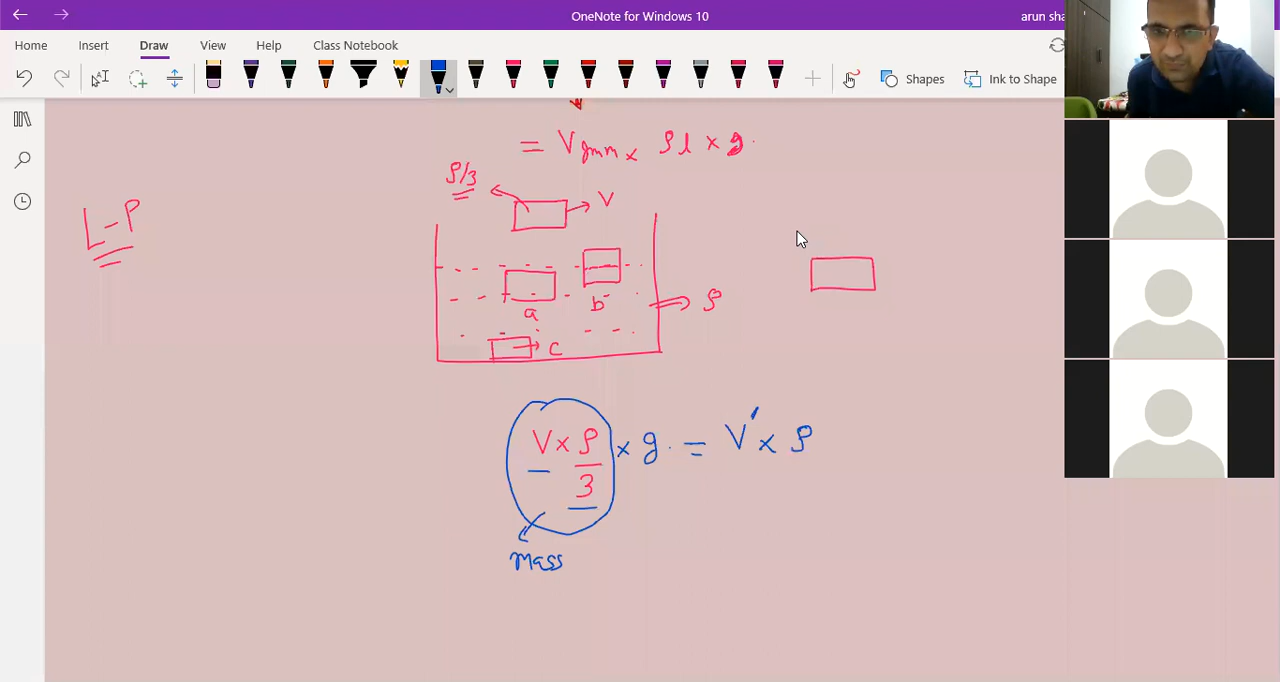 OneNote for Windows 10
arun sha
Home Insert Draw View Help Class Notebook
Shapes Ink to Shape
= Vgmm × ρl × g
ρ/3
V
L-P
a
b
ρ
c
V × ρ/3 × g = V' × ρ
Mass